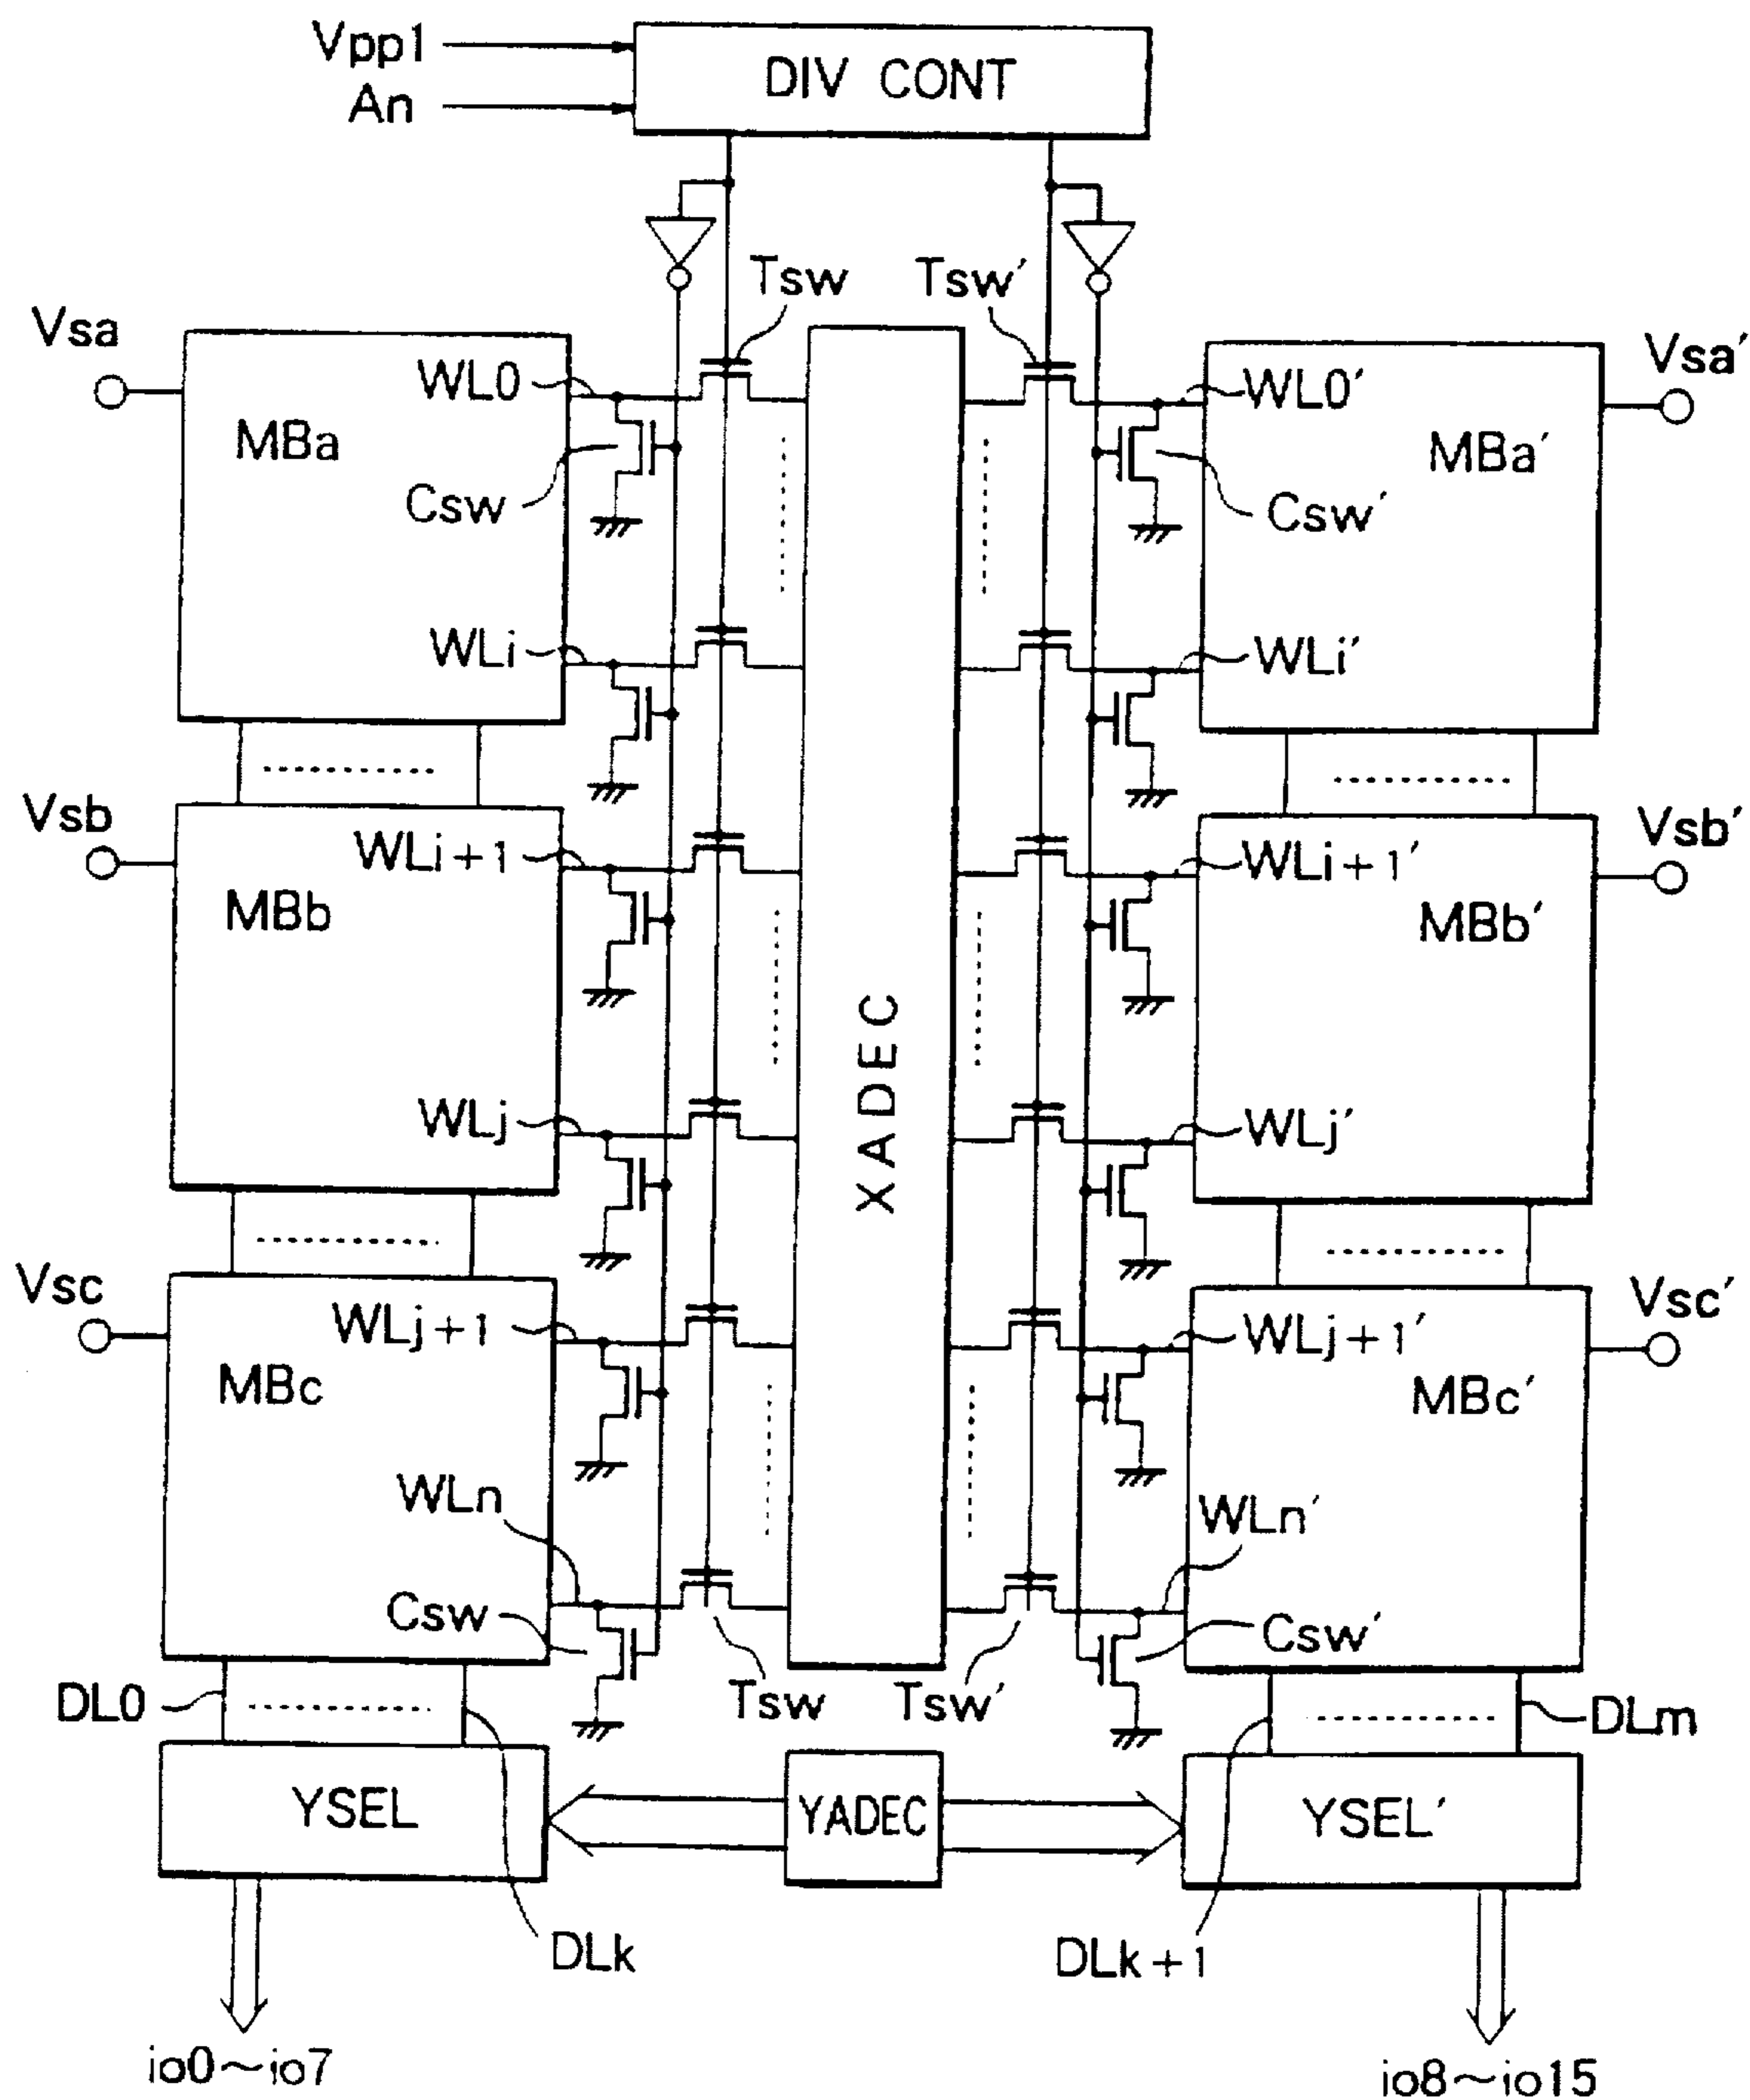 Vpp1
An
DIV CONT
Tsw
Tsw'
Vsa
Vsa'
WL0
WL0'
MBa
MBa'
Csw
Csw'
WLi
WLi'
Vsb
Vsb'
WLi+1
WLi+1'
MBb
MBb'
XADEC
WLj
WLj'
Vsc
Vsc'
WLj+1
WLj+1'
MBc
MBc'
WLn
WLn'
Csw
Csw'
DL0
Tsw
Tsw'
DLm
YSEL
YADEC
YSEL'
DLk
DLk+1
io0~io7
io8~io15